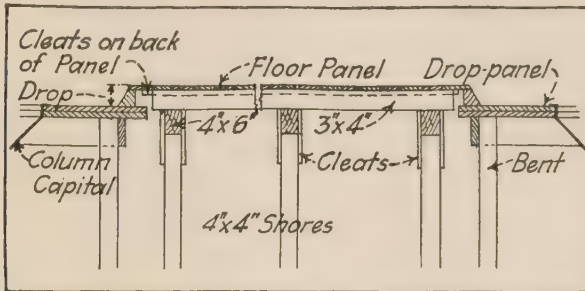 Cleats on back
of Panel
Drop
Floor Panel
Drop-panel
4"x6"
3"x4"
Column
Capital
Cleats
Bent
4"x4" Shores